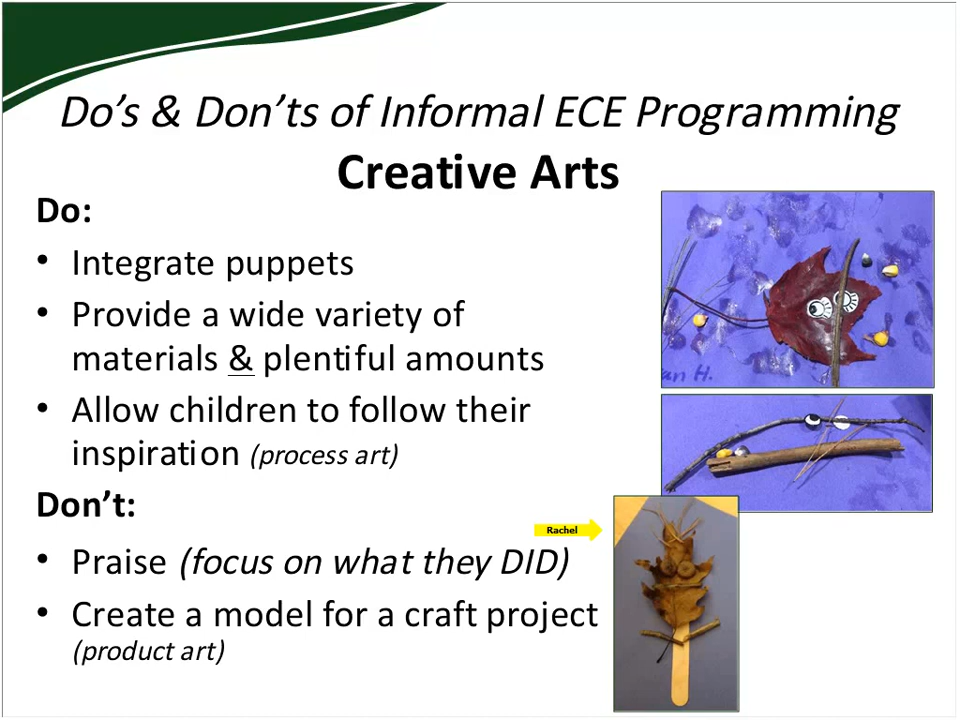 Do's & Don'ts of Informal ECE Programming
Creative Arts
Do:
• Integrate puppets
• Provide a wide variety of
materials & plentiful amounts
• Allow children to follow their
inspiration (process art)
Don't:
• Praise (focus on what they DID)
• Create a model for a craft project
(product art)
Rachel
an H.